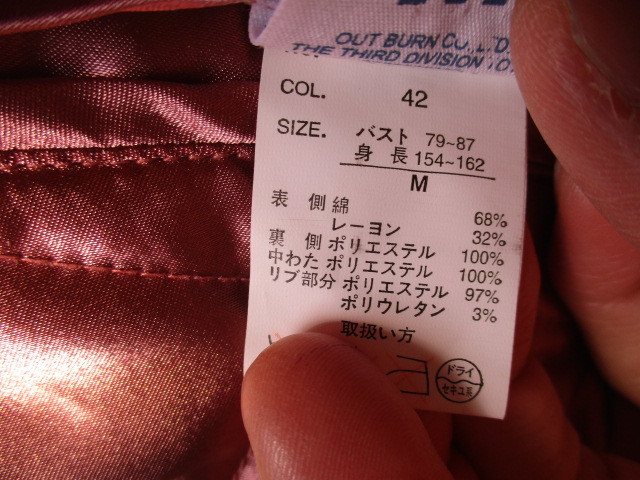 OUT BURN CO., LTD.
THE THIRD DIVISION
COL. 42
SIZE. バスト 79~87
身長 154~162
M
表側 綿 68%
レーヨン 32%
裏側 ポリエステル 100%
中わた ポリエステル 100%
リブ部分 ポリエステル 97%
ポリウレタン 3%
取扱い方
ドライ
セキユ系